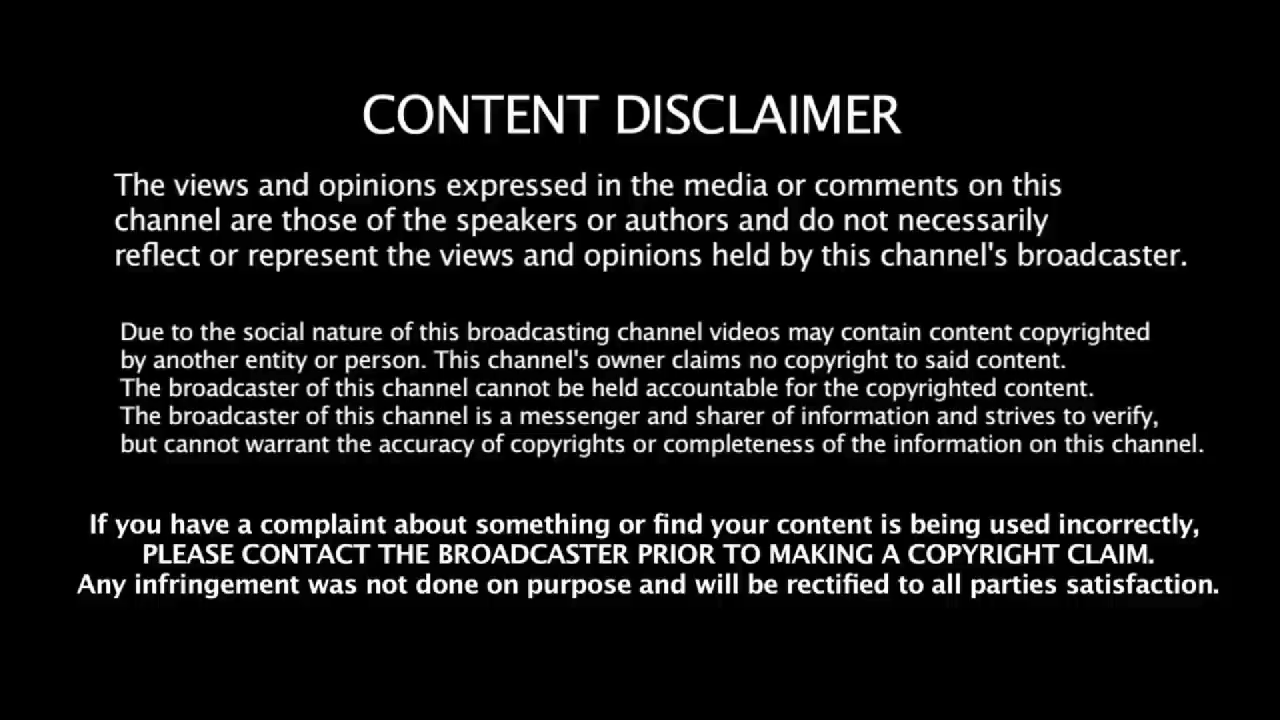 CONTENT DISCLAIMER
The views and opinions expressed in the media or comments on this
channel are those of the speakers or authors and do not necessarily
reflect or represent the views and opinions held by this channel's broadcaster.
Due to the social nature of this broadcasting channel videos may contain content copyrighted
by another entity or person. This channel's owner claims no copyright to said content.
The broadcaster of this channel cannot be held accountable for the copyrighted content.
The broadcaster of this channel is a messenger and sharer of information and strives to verify,
but cannot warrant the accuracy of copyrights or completeness of the information on this channel.
If you have a complaint about something or find your content is being used incorrectly,
PLEASE CONTACT THE BROADCASTER PRIOR TO MAKING A COPYRIGHT CLAIM.
Any infringement was not done on purpose and will be rectified to all parties satisfaction.